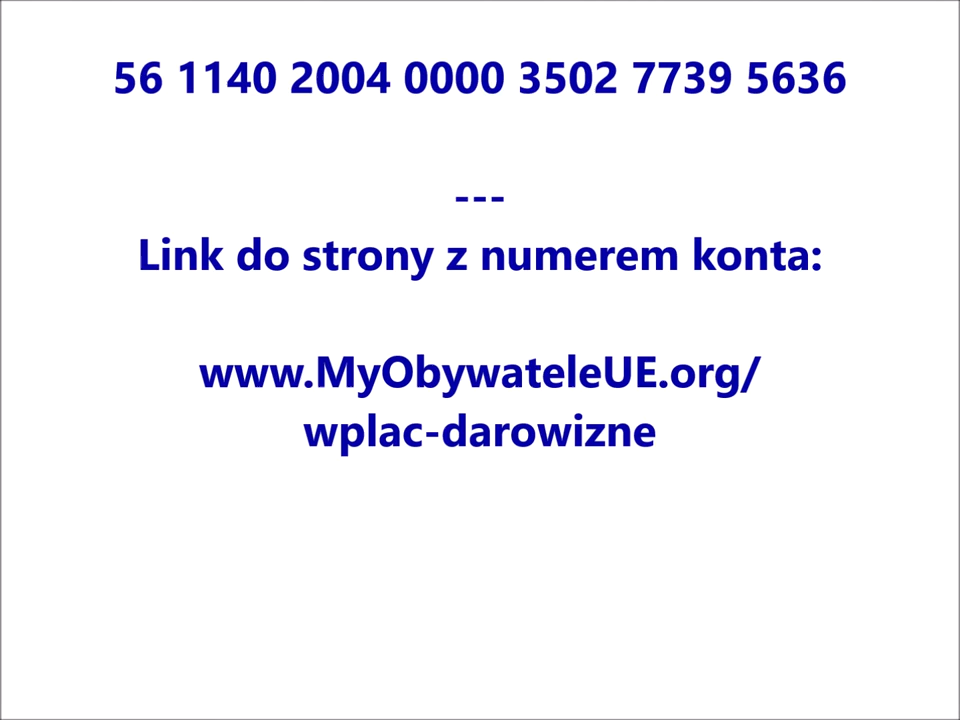 56 1140 2004 0000 3502 7739 5636
---
Link do strony z numerem konta:
www.MyObywateleUE.org/
wplac-darowizne